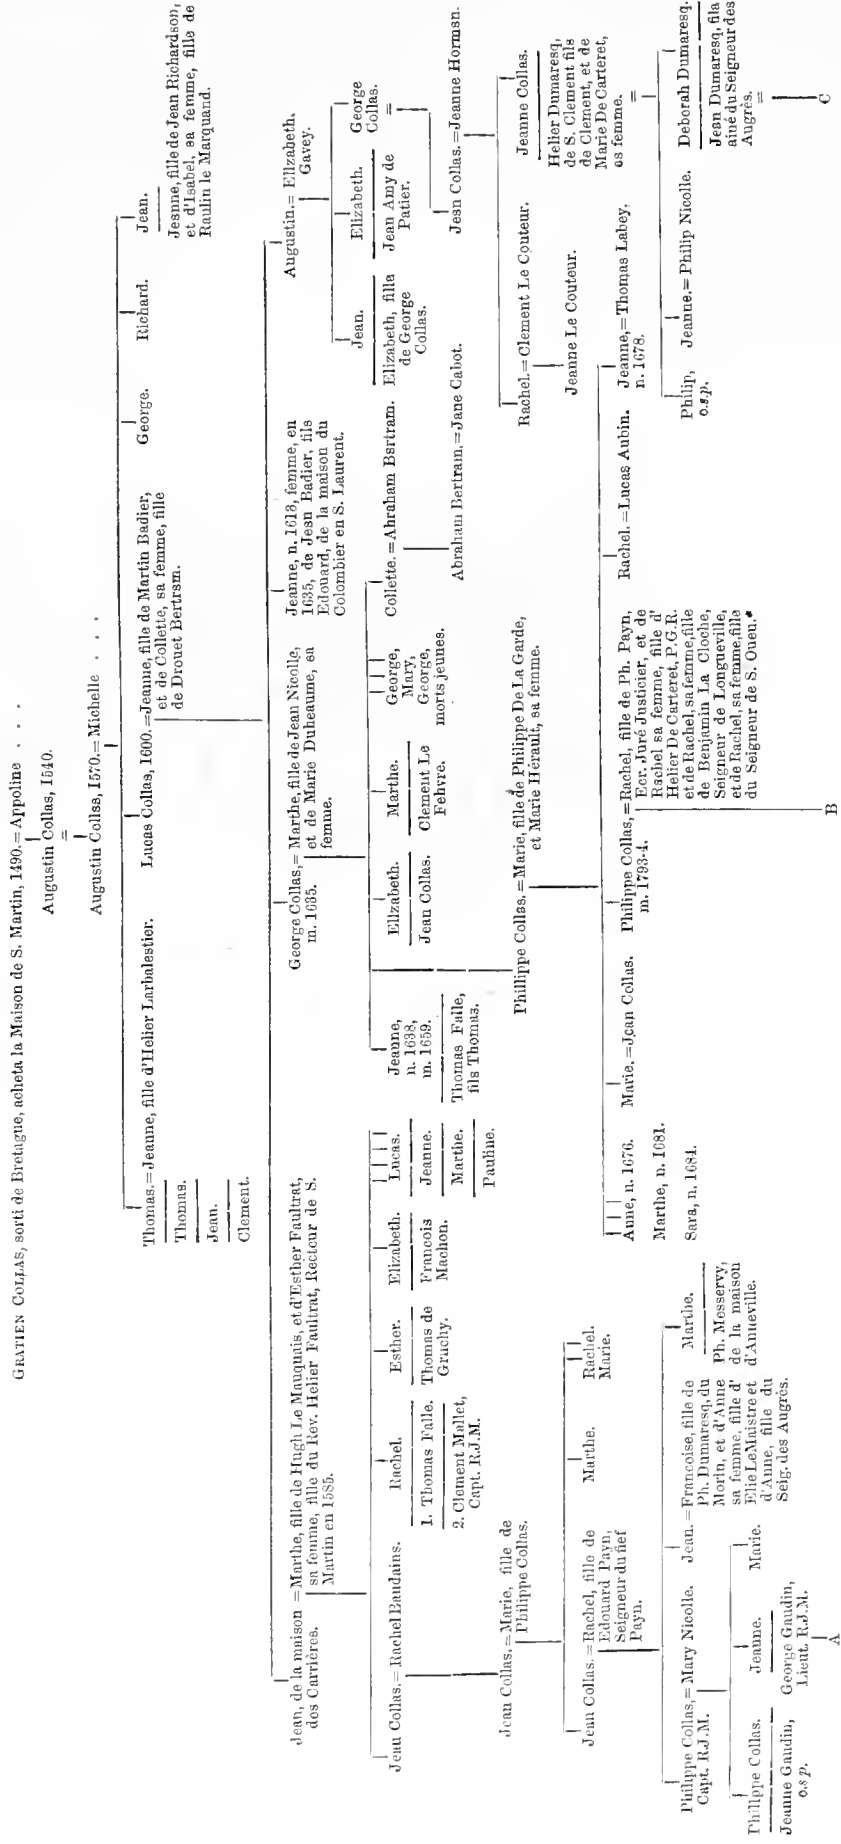 GRATIEN COLLAS, sorti de Bretagne, acheta la Maison de S. Martin, 1490.=Appoline . . .
Augustin Collas, 1540.
=
Augustin Collas, 1570.=Michelle . . . .
Thomas.=Jeanne, fille d'Helier Larbalestier.
Thomas.
Jean.
Clement.
Lucas Collas, 1600.=Jeanne, fille de Martin Badier,
et de Collette, sa femme, fille
de Drouet Bertram.
George.
Richard.
Jean.
Jeanne, fille de Jean Richardson,
et d'Isabel, sa femme, fille de
Raulin le Marquand.
Jean, de la maison
des Carrières.
=Marthe, fille de Hugh Le Mauquais, et d'Esther Faultrat,
sa femme, fille du Rev. Helier Faultrat, Recteur de S.
Martin en 1585.
George Collas,
m. 1635.
=Marthe, fille de Jean Nicolle,
et de Marie Duheaume, sa
femme.
Jeanne, n. 1613, femme, en
1635, de Jean Badier, fils
Edouard, de la maison du
Colombier en S. Laurent.
Augustin.=Elizabeth.
Gavey.
Jean Collas.=Rachel Baudains.
Rachel.
1. Thomas Falle.
2. Clement Mallet,
Capt. R.J.M.
Esther.
Thomas de
Gruchy.
Elizabeth.
Francois
Machon.
Lucas.
Jeanne.
Marthe.
Pauline.
Jeanne,
n. 1638,
m. 1659.
Thomas Falle,
fils Thomas.
Elizabeth.
Jean Collas.
Marthe.
Clement Le
Febvre.
George,
Mary,
George,
morts jeunes.
Collette.=Abraham Bertram.
Abraham Bertram.=Jane Cabot.
Jean.
Elizabeth, fille
de George
Collas.
Elizabeth.
Jean Amy de
Patier.
George
Collas.
=
Jean Collas.=Jeanne Horman.
Jean Collas.=Marie, fille de
Philippe Collas.
Phillippe Collas.=Marie, fille de Philippe De La Garde,
et Marie Hérault, sa femme.
Rachel.=Clement Le Couteur.
Jeanne Le Couteur.
Jeanne Collas.
Helier Dumaresq,
de S. Clement fils
de Clement, et de
Marie De Carteret,
as femme.
=
Jean Collas.=Rachel, fille de
Edouard Payn,
Seigneur du fief
Payn.
Marthe.
Rachel.
Marie.
Anne, n. 1676.
Marthe, n. 1681.
Sara, n. 1684.
Marie.=Jean Collas.
Philippe Collas,
m. 1793-4.
=Rachel, fille de Ph. Payn,
Ecr. Juré Justicier, et de
Rachel sa femme, fille d'
Helier De Carteret, P.G.R.
et de Rachel, sa femme, fille
de Benjamin La Cloche,
Seigneur de Longueville,
et de Rachel, sa femme, fille
du Seigneur de S. Oueu.*
Rachel.=Lucas Aubin.
Jeanne,=Thomas Labey,
n. 1678.
Philippe Collas,=Mary Nicolle.
Capt. R.J.M.
Jean.
=Francoise, fille de
Ph. Dumaresq, du
Morin, et d'Anne
sa femme, fille d'
Elie LeMaistre et
d'Anne, fille du
Seig. des Augrès.
Marthe.
Ph. Messervy,
de la maison
d'Anneville.
Philip,
o.s.p.
Jeanne.=Philip Nicolle.
Deborah Dumaresq.
Jean Dumaresq, fils
ainé du Seigneur des
Augrès.
=
Phillppe Collas.
Jeanne Gaudin,
o.s p.
Jeanne.
George Gaudin,
Lieut. R.J.M.
Marie.
A
B
C